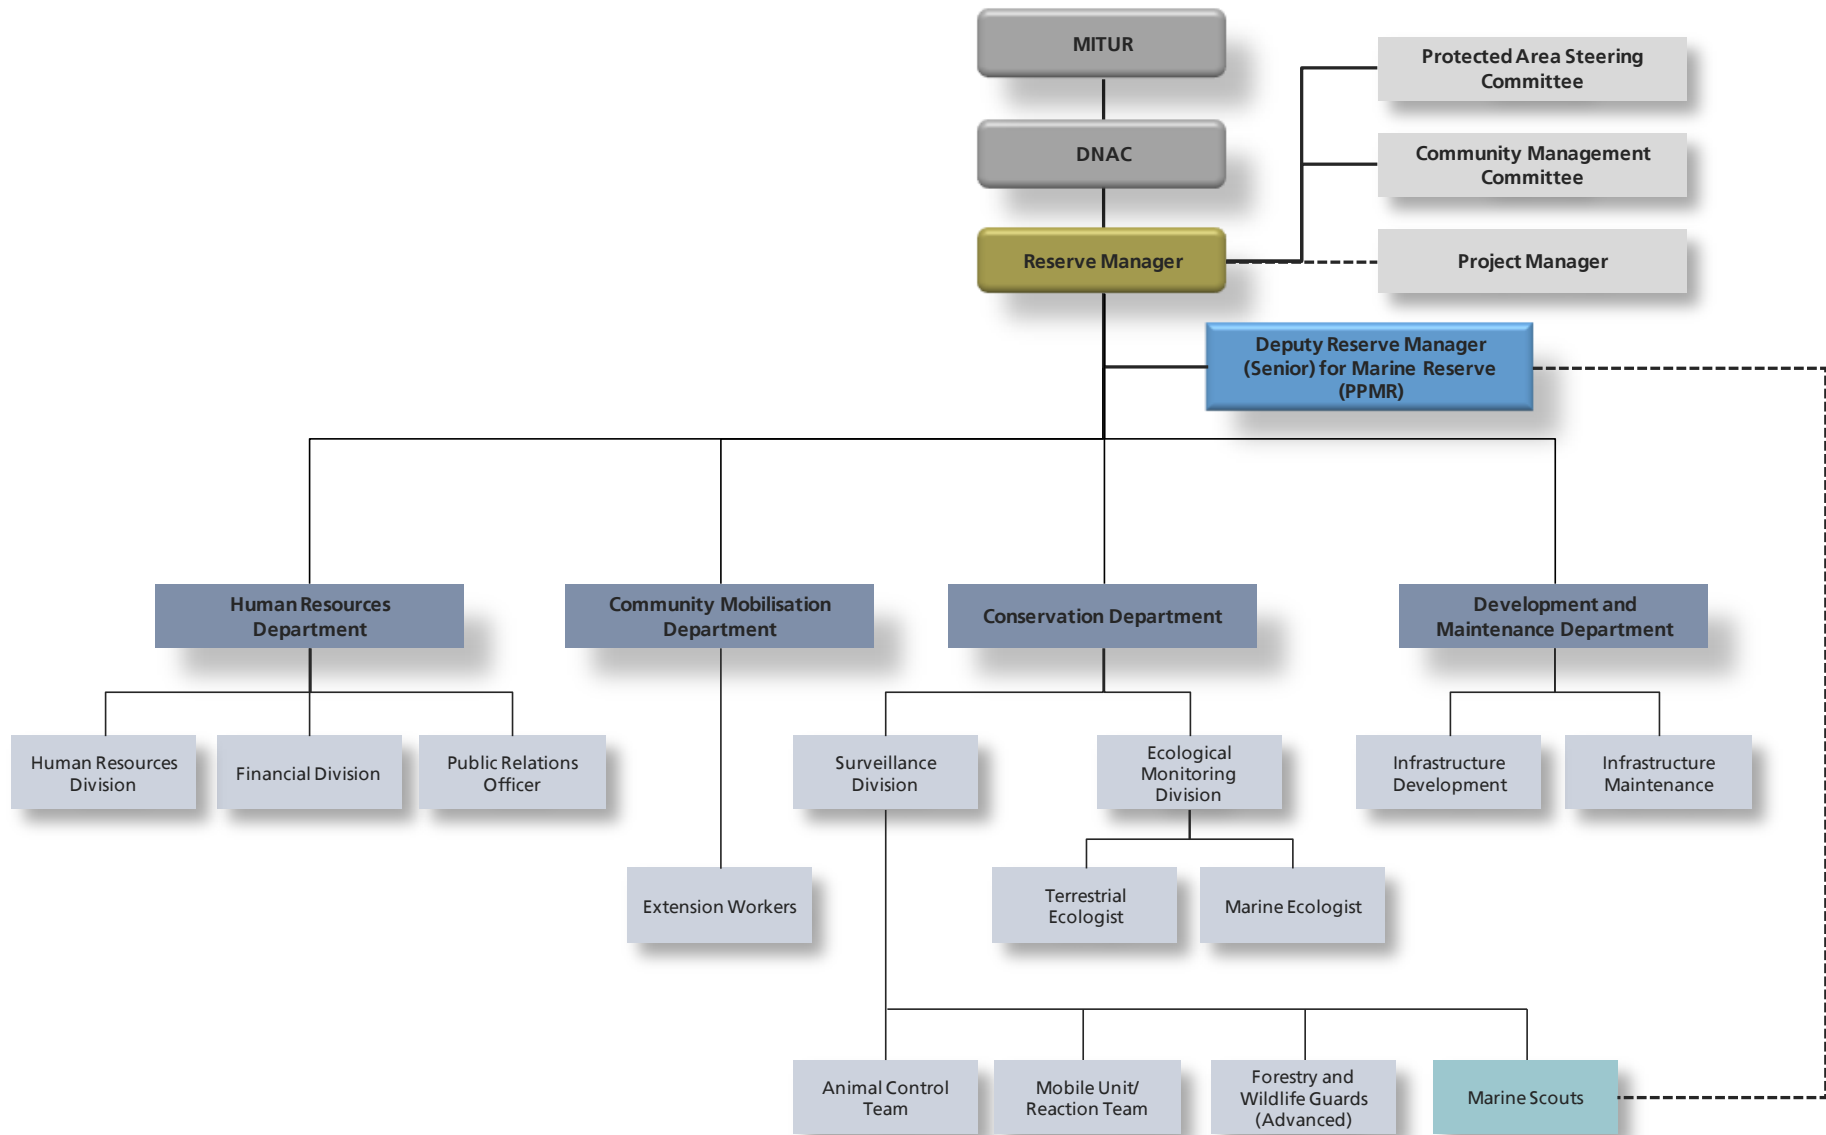 MITUR
Protected Area Steering
Committee
DNAC
Community Management
Committee
Reserve Manager
Project Manager
Deputy Reserve Manager
(Senior) for Marine Reserve
(PPMR)
Human Resources
Department
Community Mobilisation
Department
Conservation Department
Development and
Maintenance Department
Human Resources
Division
Financial Division
Public Relations
Officer
Surveillance
Division
Ecological
Monitoring
Division
Infrastructure
Development
Infrastructure
Maintenance
Extension Workers
Terrestrial
Ecologist
Marine Ecologist
Animal Control
Team
Mobile Unit/
Reaction Team
Forestry and
Wildlife Guards
(Advanced)
Marine Scouts